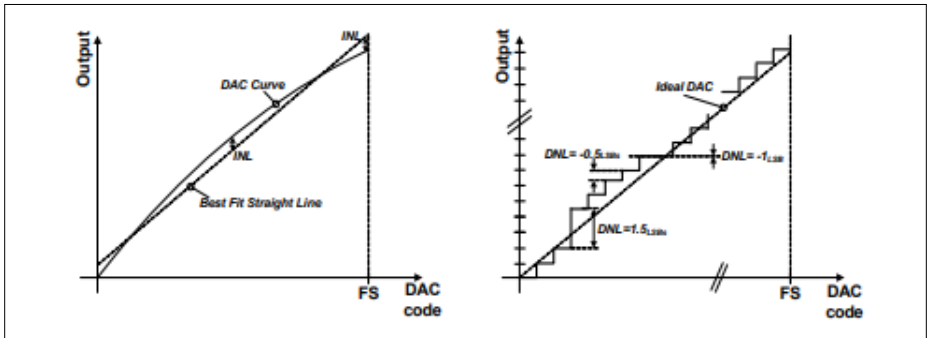 Output
INL
DAC Curve
INL
Best Fit Straight Line
FS
DAC
code
Output
Ideal DAC
DNL= -0.5LSBs
DNL= -1LSB
DNL=1.5LSBs
FS
DAC
code